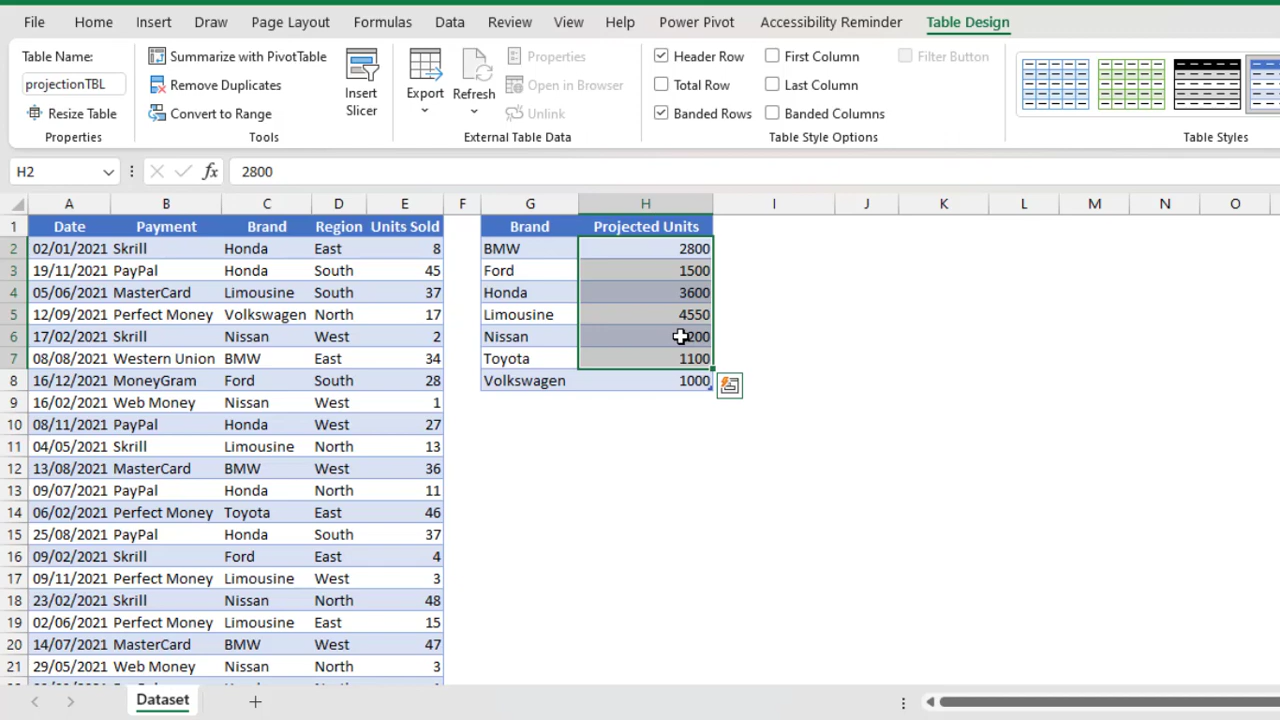 File Home Insert Draw Page Layout Formulas Data Review View Help Power Pivot Accessibility Reminder Table Design
Table Name:
projectionTBL
Resize Table
Properties
Summarize with PivotTable
Remove Duplicates
Convert to Range
Tools
Insert
Slicer
Export
Refresh
Properties
Open in Browser
Unlink
External Table Data
Header Row
Total Row
Banded Rows
First Column
Last Column
Banded Columns
Filter Button
Table Style Options
Table Styles
H2 fx 2800
A B C D E F G H I J K L M N O
1 Date Payment Brand Region Units Sold Brand Projected Units
2 02/01/2021 Skrill Honda East 8 BMW 2800
3 19/11/2021 PayPal Honda South 45 Ford 1500
4 05/06/2021 MasterCard Limousine South 37 Honda 3600
5 12/09/2021 Perfect Money Volkswagen North 17 Limousine 4550
6 17/02/2021 Skrill Nissan West 2 Nissan
7 08/08/2021 Western Union BMW East 34 Toyota 1100
8 16/12/2021 MoneyGram Ford South 28 Volkswagen 1000
9 16/02/2021 Web Money Nissan West 1
10 08/11/2021 PayPal Honda West 27
11 04/05/2021 Skrill Limousine North 13
12 13/08/2021 MasterCard BMW West 36
13 09/07/2021 PayPal Honda North 11
14 06/02/2021 Perfect Money Toyota East 46
15 25/08/2021 PayPal Honda South 37
16 09/02/2021 Skrill Ford East 4
17 09/11/2021 Perfect Money Limousine West 3
18 23/02/2021 Skrill Nissan West 48
19 02/06/2021 Perfect Money Limousine East 15
20 14/07/2021 MasterCard BMW West 47
21 29/05/2021 Web Money Nissan North 3
Dataset